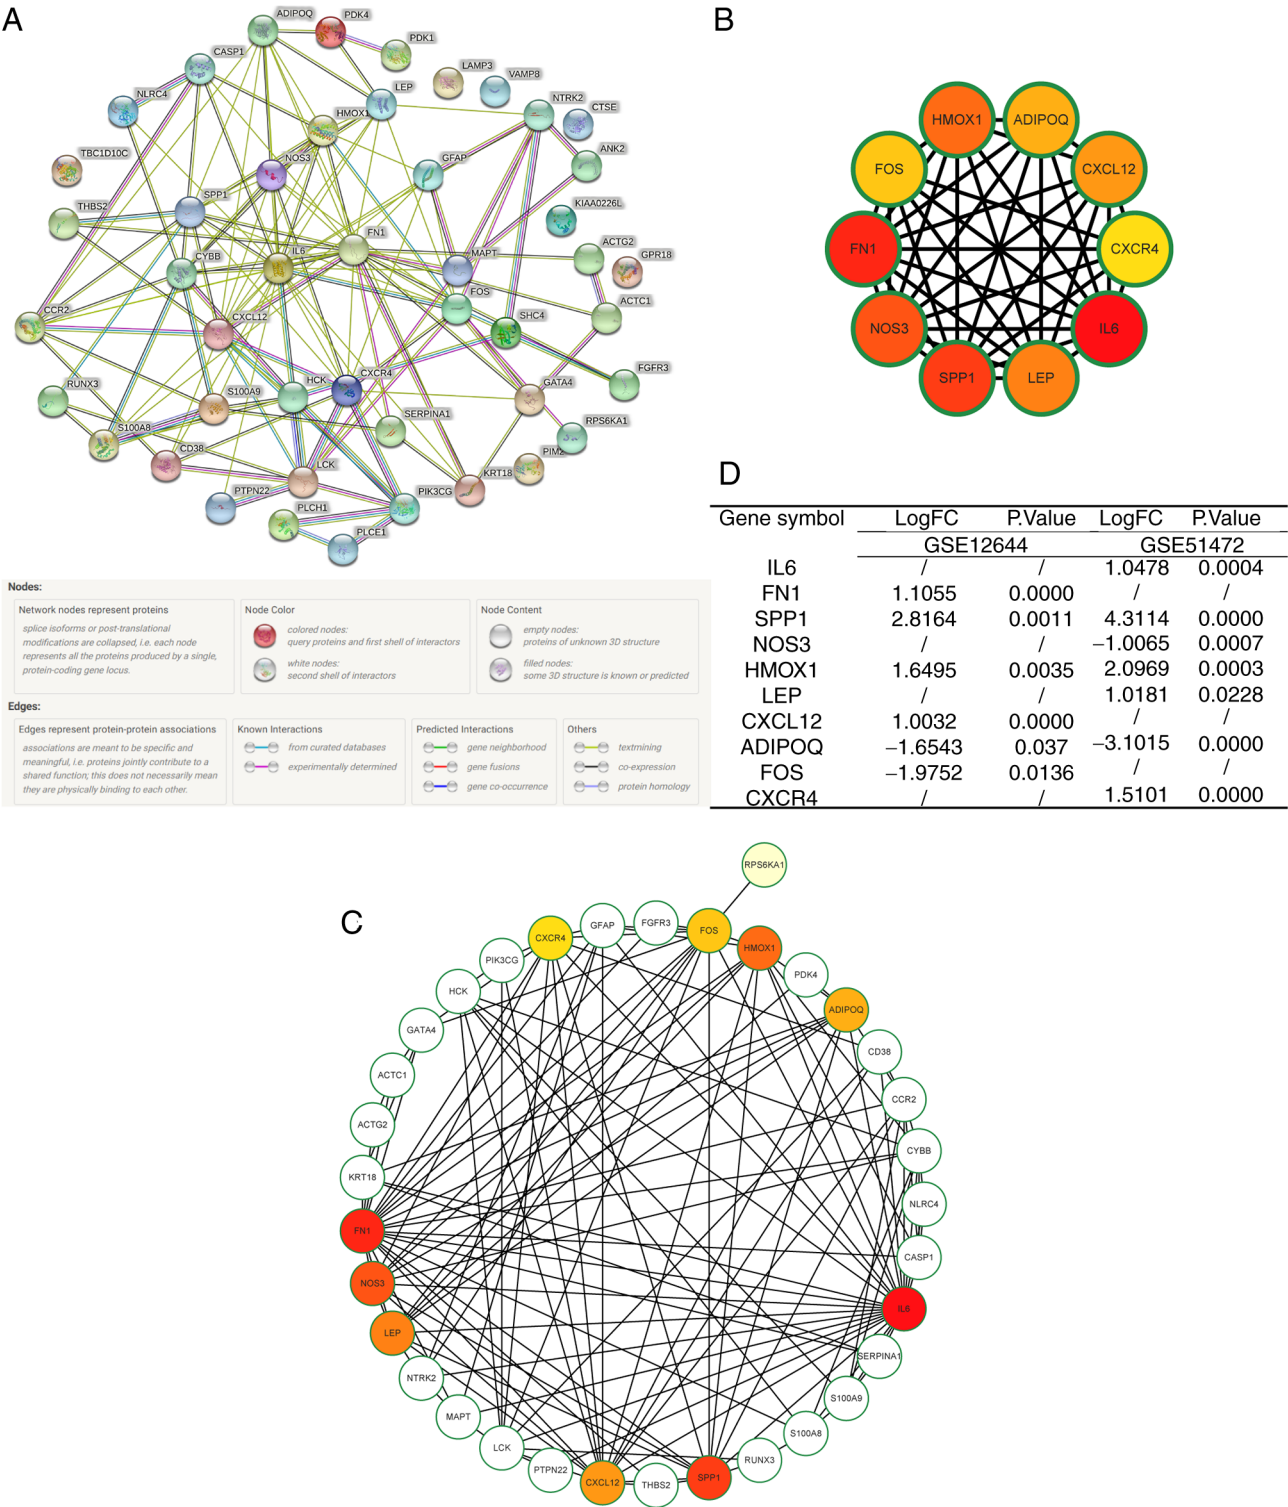 A
ADIPOQ
PDK4
PDK1
CASP1
LAMP3
VAMP8
LEP
NLRC4
NTRK2
CTSE
HMOX1
ANK2
TBC1D10C
NOS3
GFAP
SPP1
KIAA0226L
THBS2
FN1
IL6
MAPT
ACTG2
GPR18
CYBB
FOS
ACTC1
CCR2
CXCL12
SHC4
CXCR4
HCK
FGFR3
RUNX3
S100A9
GATA4
SERPINA1
S100A8
RPS6KA1
CD38
PIM2
LCK
KRT18
PTPN22
PIK3CG
PLCH1
PLCE1
Nodes:
Network nodes represent proteins
splice isoforms or post-translational
modifications are collapsed, i.e. each node
represents all the proteins produced by a single,
protein-coding gene locus.
Node Color
colored nodes:
query proteins and first shell of interactors
white nodes:
second shell of interactors
Node Content
empty nodes:
proteins of unknown 3D structure
filled nodes:
some 3D structure is known or predicted
Edges:
Edges represent protein-protein associations
associations are meant to be specific and
meaningful, i.e. proteins jointly contribute to a
shared function; this does not necessarily mean
they are physically binding to each other.
Known Interactions
from curated databases
experimentally determined
Predicted Interactions
gene neighborhood
gene fusions
gene co-occurrence
Others
textmining
co-expression
protein homology
B
HMOX1
ADIPOQ
FOS
CXCL12
FN1
CXCR4
NOS3
IL6
SPP1
LEP
D
Gene symbol LogFC P.Value LogFC P.Value
GSE12644 GSE51472
IL6 / / 1.0478 0.0004
FN1 1.1055 0.0000 / /
SPP1 2.8164 0.0011 4.3114 0.0000
NOS3 / / −1.0065 0.0007
HMOX1 1.6495 0.0035 2.0969 0.0003
LEP / / 1.0181 0.0228
CXCL12 1.0032 0.0000 / /
ADIPOQ −1.6543 0.037 −3.1015 0.0000
FOS −1.9752 0.0136 / /
CXCR4 / / 1.5101 0.0000
C
RPS6KA1
GFAP
FGFR3
FOS
CXCR4
HMOX1
PIK3CG
PDK4
HCK
ADIPOQ
GATA4
CD38
ACTC1
CCR2
ACTG2
CYBB
KRT18
NLRC4
FN1
CASP1
NOS3
IL6
LEP
SERPINA1
NTRK2
S100A9
MAPT
S100A8
LCK
RUNX3
PTPN22
CXCL12
THBS2
SPP1